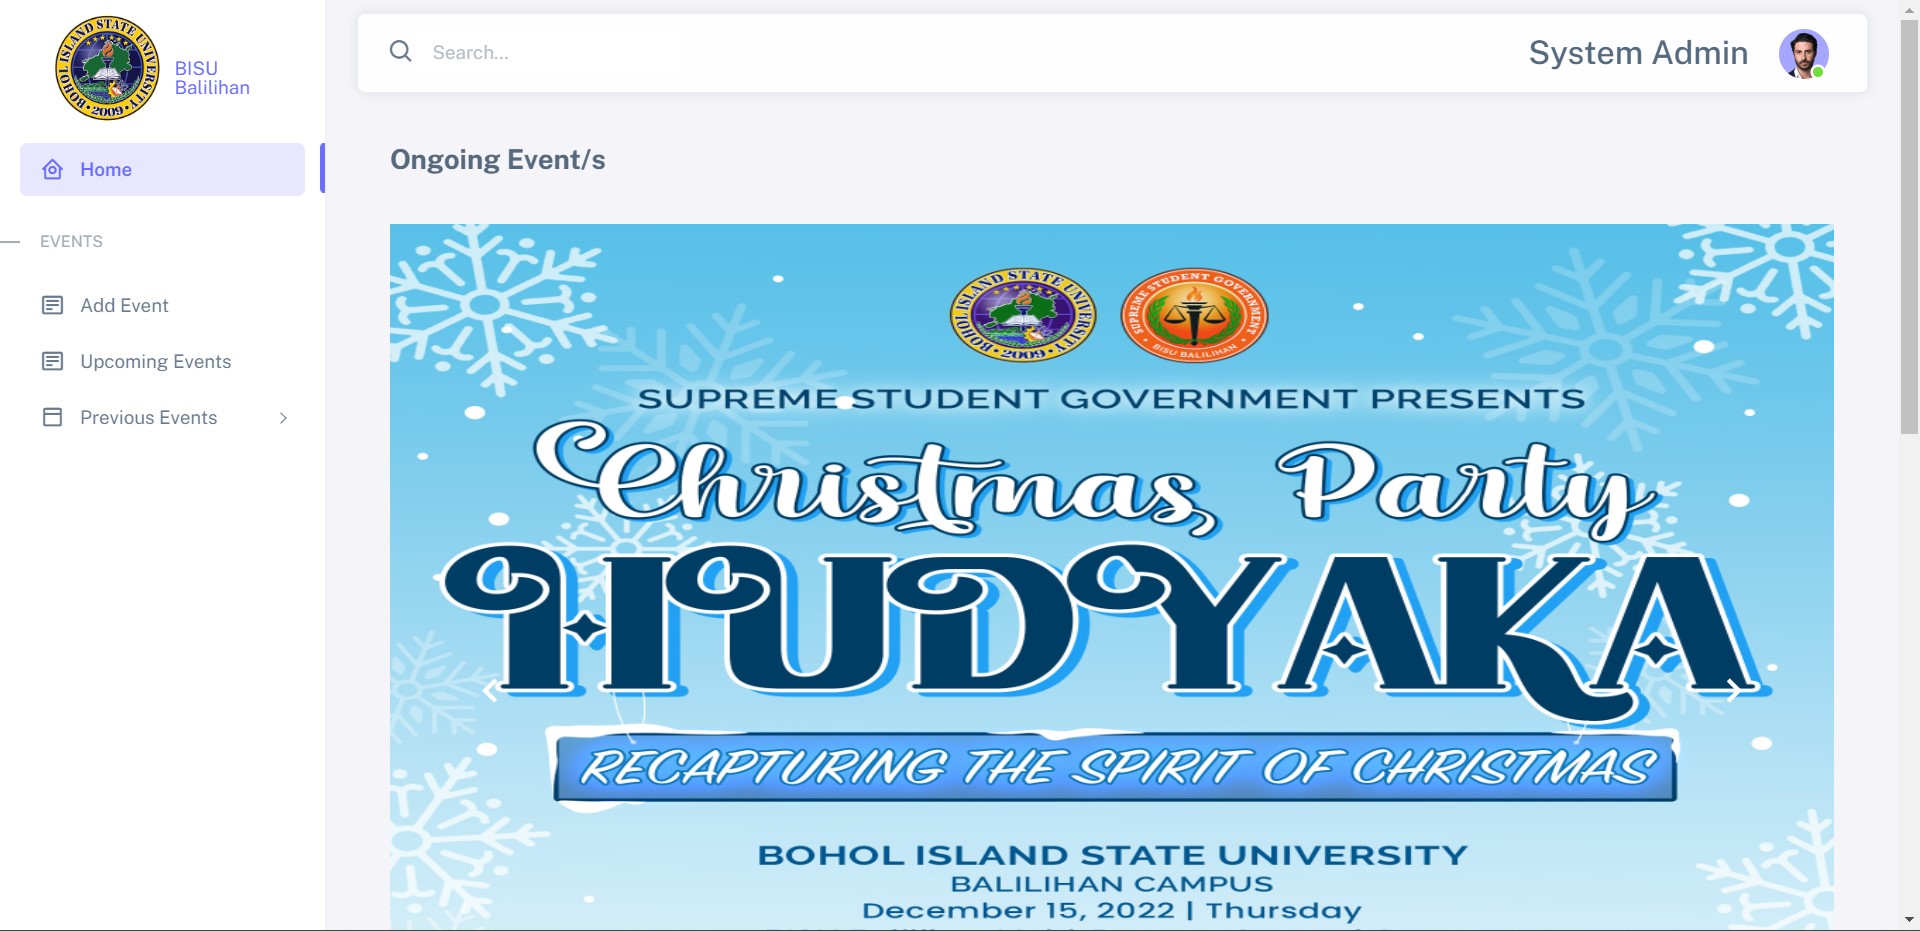 BOHOL ISLAND STATE UNIVERSITY
2009
BISU
Balilihan
Home
EVENTS
Add Event
Upcoming Events
Previous Events
Search...
System Admin
Ongoing Event/s
BOHOL ISLAND STATE UNIVERSITY
2009
SUPREME STUDENT GOVERNMENT
BISU BALILIHAN
SUPREME STUDENT GOVERNMENT PRESENTS
Christmas Party
HUDYAKA
RECAPTURING THE SPIRIT OF CHRISTMAS
BOHOL ISLAND STATE UNIVERSITY
BALILIHAN CAMPUS
December 15, 2022 | Thursday